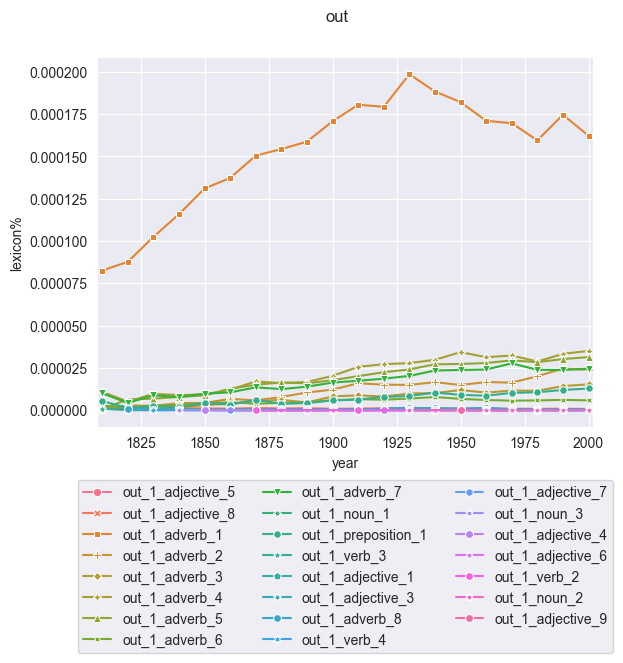 out
0.000200
0.000175
0.000150
0.000125
0.000100
0.000075
0.000050
0.000025
0.000000
lexicon%
1825 1850 1875 1900 1925 1950 1975 2000
year
out_1_adjective_5 out_1_adverb_7 out_1_adjective_7
out_1_adjective_8 out_1_noun_1 out_1_noun_3
out_1_adverb_1 out_1_preposition_1 out_1_adjective_4
out_1_adverb_2 out_1_verb_3 out_1_adjective_6
out_1_adverb_3 out_1_adjective_1 out_1_verb_2
out_1_adverb_4 out_1_adjective_3 out_1_noun_2
out_1_adverb_5 out_1_adverb_8 out_1_adjective_9
out_1_adverb_6 out_1_verb_4